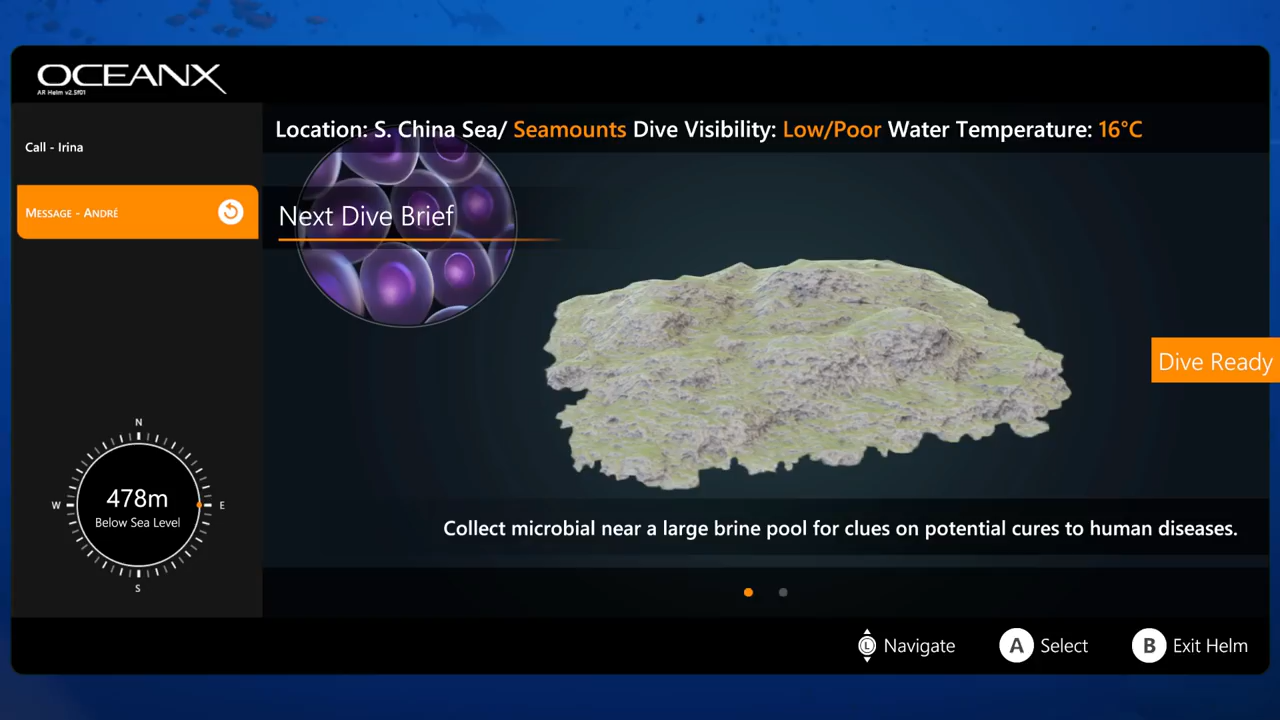 OCEANX
AR Helm v2.5f01
Call - Irina
Message - André
Location: S. China Sea/ Seamounts Dive Visibility: Low/Poor Water Temperature: 16°C
Next Dive Brief
Dive Ready
N
W
E
S
478m
Below Sea Level
Collect microbial near a large brine pool for clues on potential cures to human diseases.
L Navigate
A Select
B Exit Helm